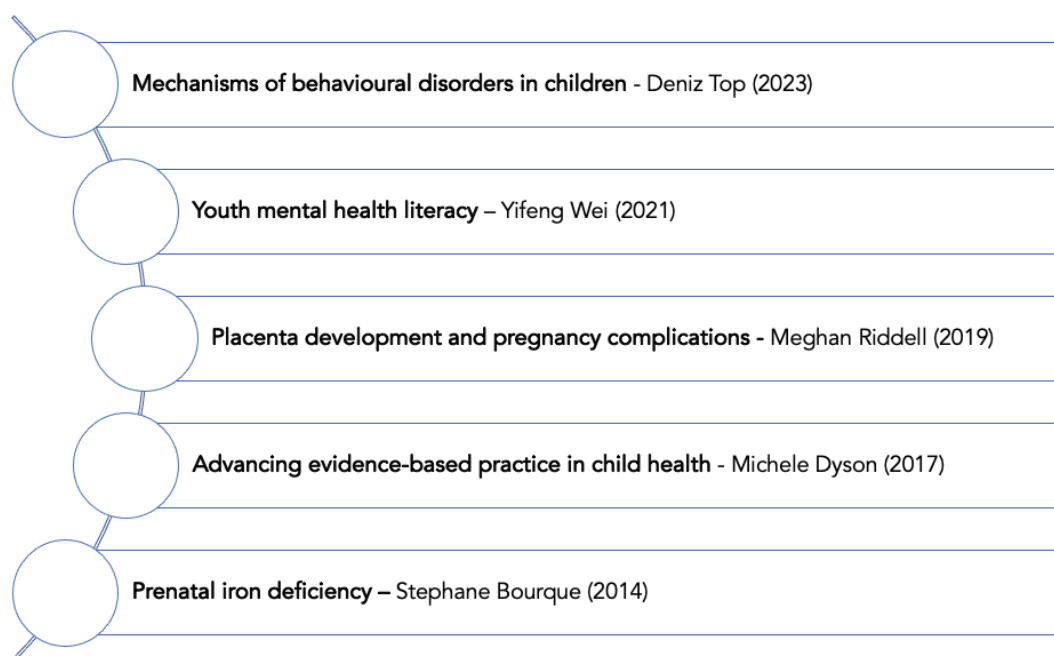 Mechanisms of behavioural disorders in children - Deniz Top (2023)
Youth mental health literacy – Yifeng Wei (2021)
Placenta development and pregnancy complications - Meghan Riddell (2019)
Advancing evidence-based practice in child health - Michele Dyson (2017)
Prenatal iron deficiency – Stephane Bourque (2014)